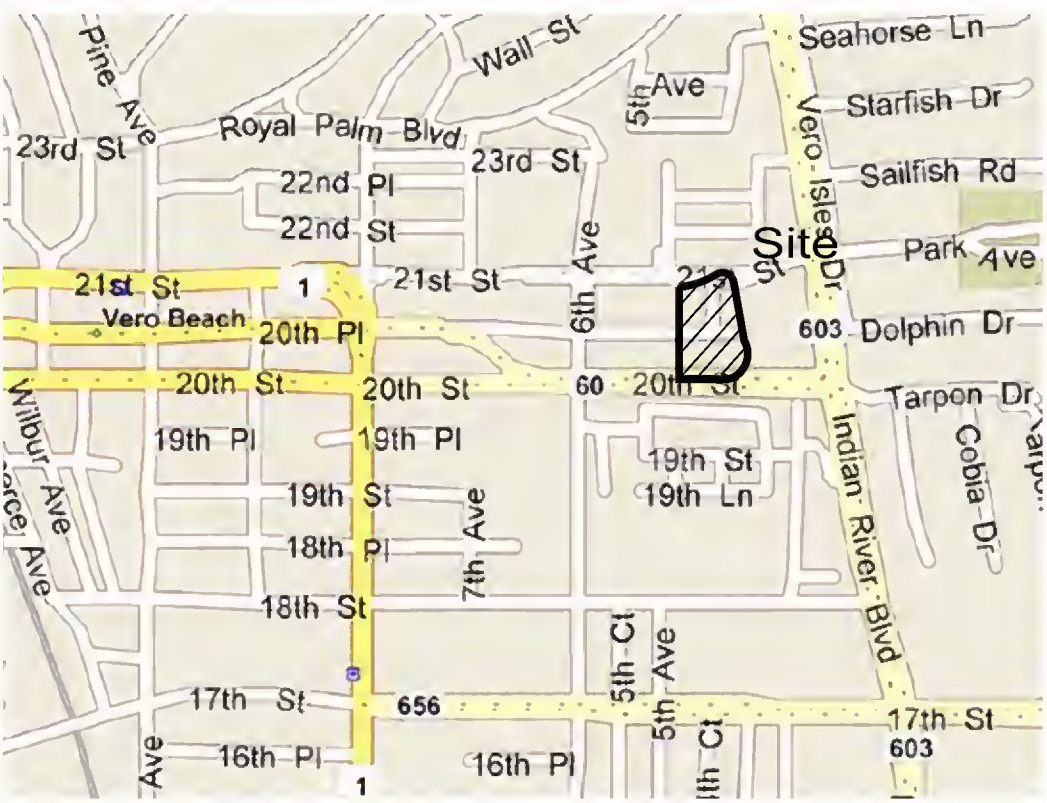 Seahorse Ln
Wall St
Pine Ave
5th Ave
Starfish Dr
Vero Isles Dr
Royal Palm Blvd
23rd St
23rd St
Sailfish Rd
22nd Pl
22nd St
6th Ave
Site
Park Ave
21st St
1
21st St
St
Vero Beach
20th Pl
603
Dolphin Dr
20th St
20th St
60
20th St
Tarpon Dr
Wilbur Ave
19th Pl
19th Pl
Indian River Blvd
Cobia Dr
19th St
19th Ln
19th St
7th Ave
Ave
18th Pl
18th St
5th Ct
5th Ave
17th St
656
17th St
603
Ave
16th Pl
16th Pl
Ct
1